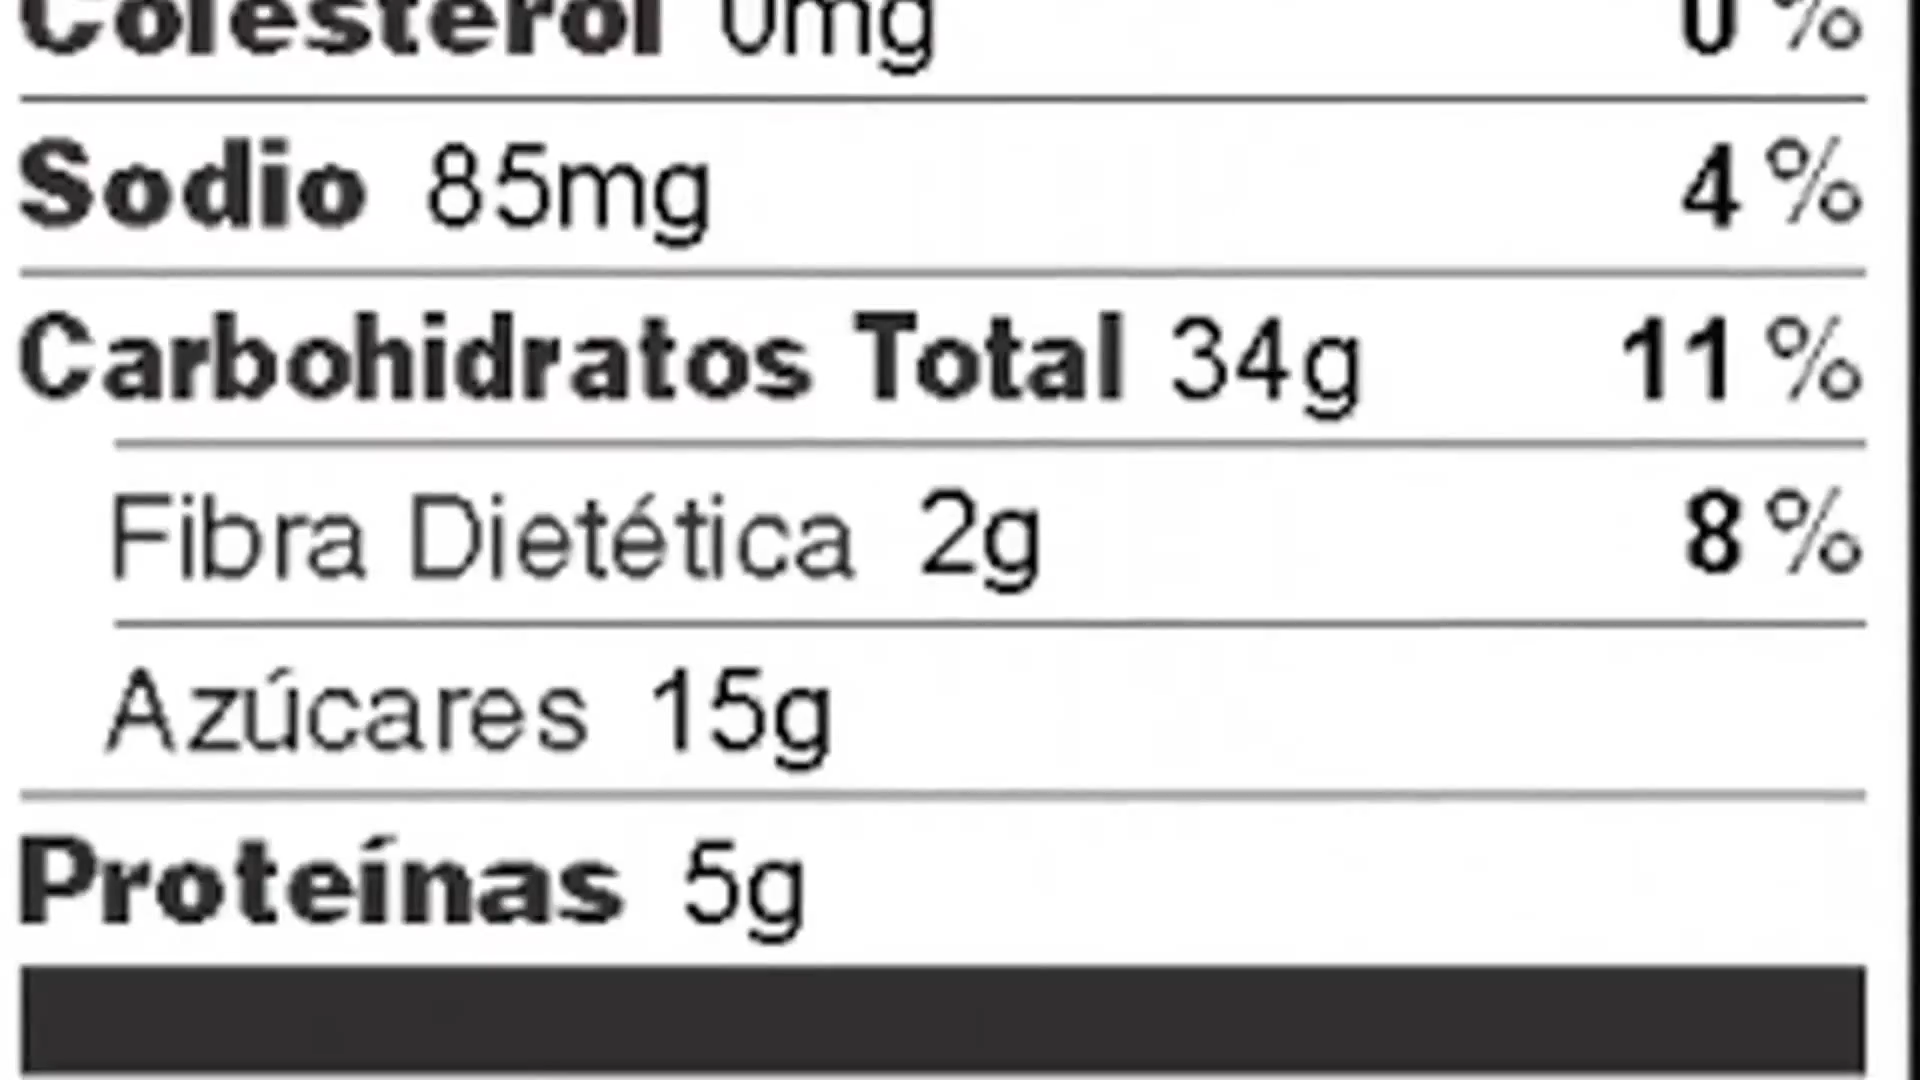 Colesterol 0mg 0%
Sodio 85mg 4%
Carbohidratos Total 34g 11%
Fibra Dietética 2g 8%
Azúcares 15g
Proteínas 5g